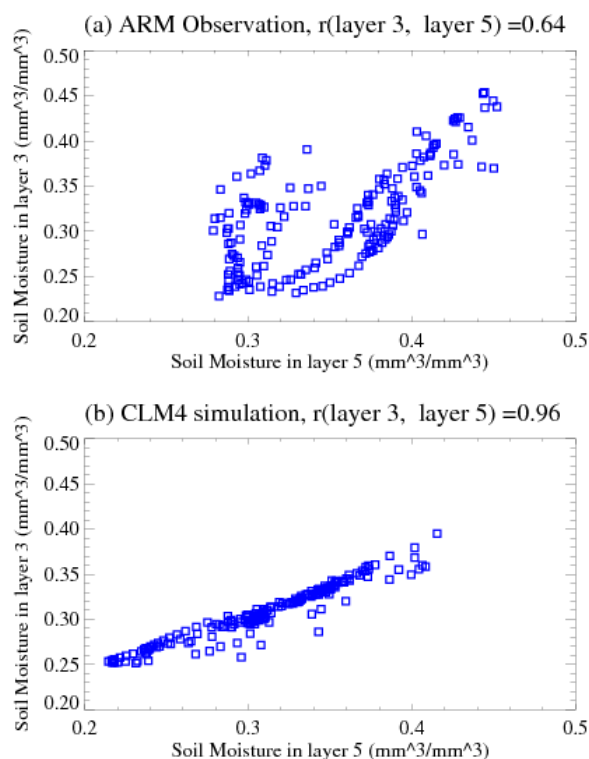 (a) ARM Observation, r(layer 3, layer 5) =0.64
Soil Moisture in layer 3 (mm^3/mm^3)
0.50
0.45
0.40
0.35
0.30
0.25
0.20
0.2 0.3 0.4 0.5
Soil Moisture in layer 5 (mm^3/mm^3)
(b) CLM4 simulation, r(layer 3, layer 5) =0.96
Soil Moisture in layer 3 (mm^3/mm^3)
0.50
0.45
0.40
0.35
0.30
0.25
0.20
0.2 0.3 0.4 0.5
Soil Moisture in layer 5 (mm^3/mm^3)